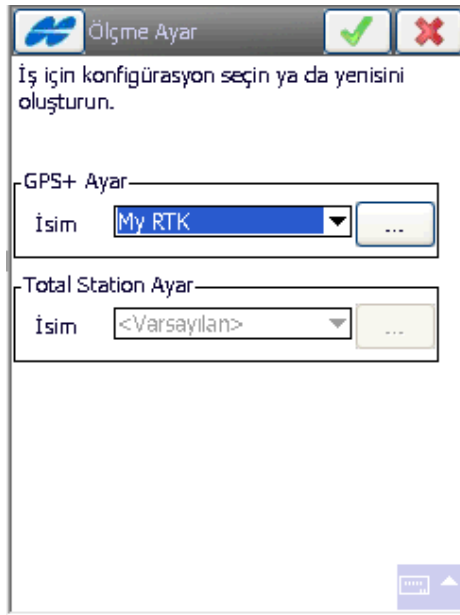 Ölçme Ayar
İş için konfigürasyon seçin ya da yenisini
oluşturun.
GPS+ Ayar
İsim My RTK ...
Total Station Ayar
İsim <Varsayılan> ...